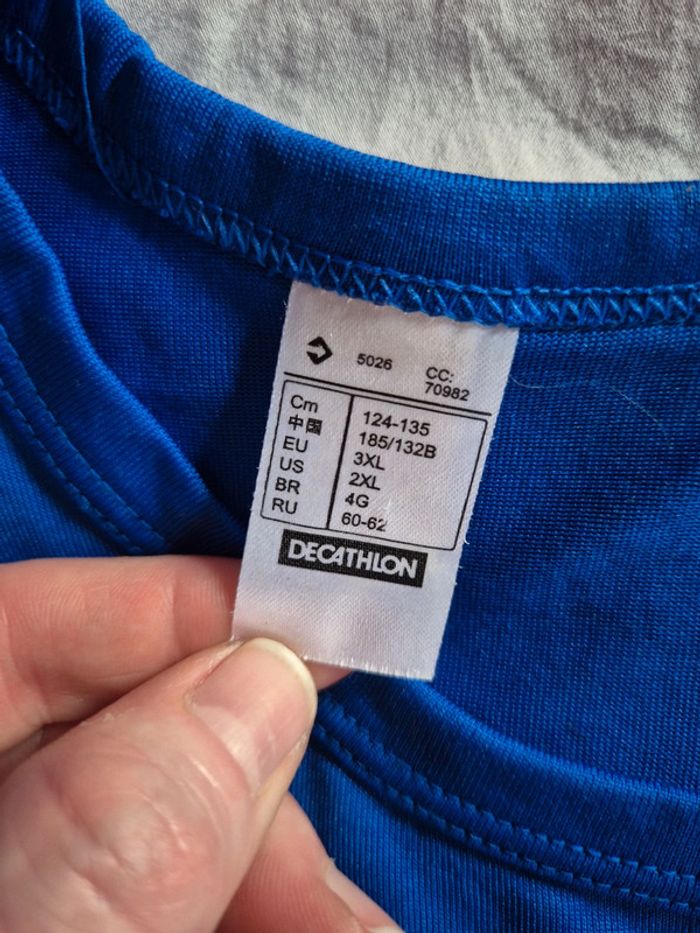 5026 CC: 70982
Cm 124-135
中国 185/132B
EU 3XL
US 2XL
BR 4G
RU 60-62
DECATHLON